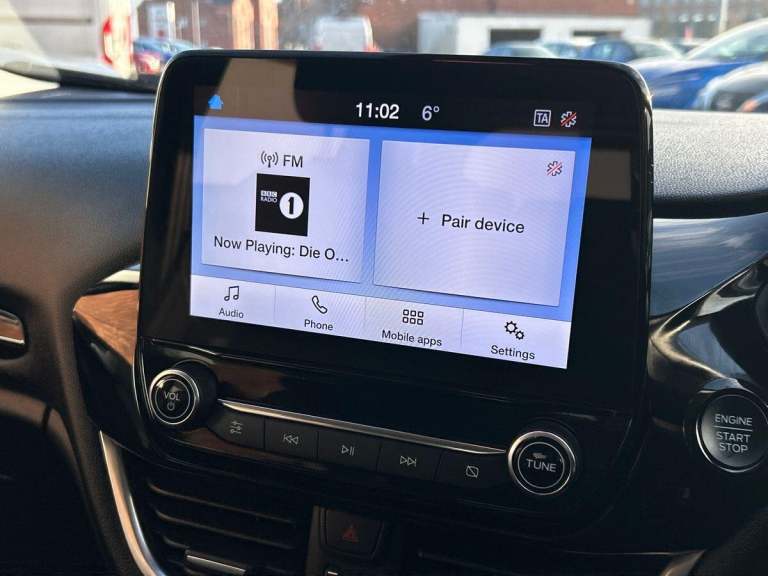 11:02 6° TA
FM
BBC
RADIO
1
Now Playing: Die O...
+ Pair device
Audio
Phone
Mobile apps
Settings
VOL
TUNE
ENGINE
START
STOP